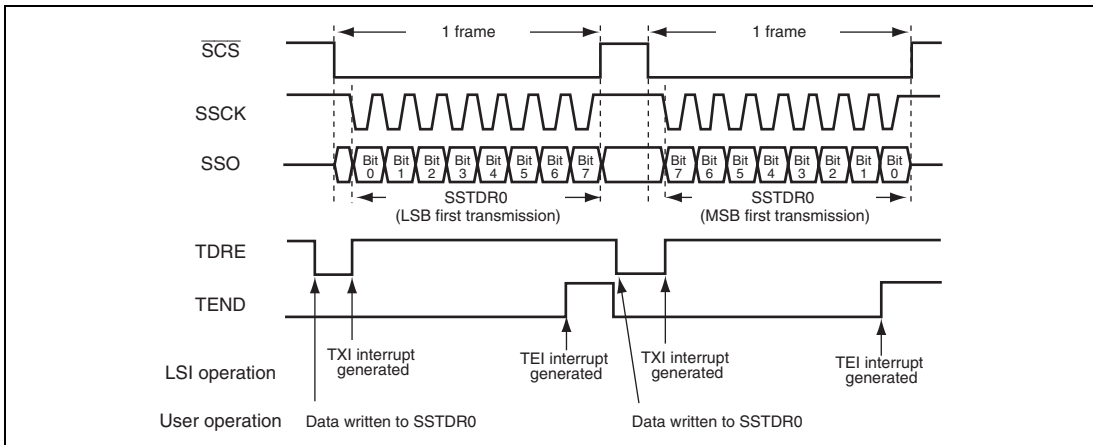 1 frame 1 frame
SCS
SSCK
SSO Bit 0 Bit 1 Bit 2 Bit 3 Bit 4 Bit 5 Bit 6 Bit 7 Bit 7 Bit 6 Bit 5 Bit 4 Bit 3 Bit 2 Bit 1 Bit 0
SSTDR0 SSTDR0
(LSB first transmission) (MSB first transmission)
TDRE
TEND
TXI interrupt generated TEI interrupt generated TXI interrupt generated TEI interrupt generated
LSI operation
User operation Data written to SSTDR0 Data written to SSTDR0